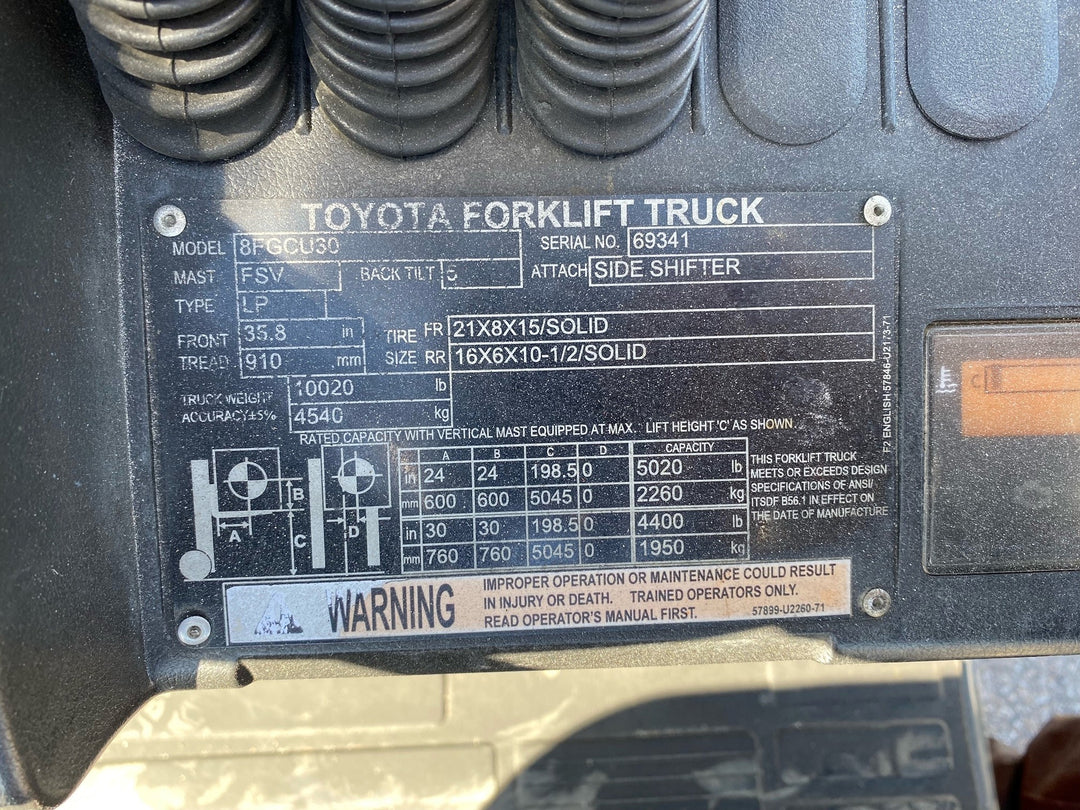 TOYOTA FORKLIFT TRUCK
MODEL 8FGCU30 SERIAL NO. 69341
MAST FSV BACK TILT 5 ATTACH SIDE SHIFTER
TYPE LP
FRONT 35.8 in TIRE FR 21X8X15/SOLID
TREAD 910 mm SIZE RR 16X6X10-1/2/SOLID
TRUCK WEIGHT 10020 lb
ACCURACY±5% 4540 kg
RATED CAPACITY WITH VERTICAL MAST EQUIPPED AT MAX. LIFT HEIGHT 'C' AS SHOWN
A B C D CAPACITY
in 24 24 198.5 0 5020 lb
mm 600 600 5045 0 2260 kg
in 30 30 198.5 0 4400 lb
mm 760 760 5045 0 1950 kg
A B C D
THIS FORKLIFT TRUCK
MEETS OR EXCEEDS DESIGN
SPECIFICATIONS OF ANSI/
ITSDF B56.1 IN EFFECT ON
THE DATE OF MANUFACTURE
F2 ENGLISH 57846-U2173-71
WARNING
IMPROPER OPERATION OR MAINTENANCE COULD RESULT
IN INJURY OR DEATH. TRAINED OPERATORS ONLY.
READ OPERATOR'S MANUAL FIRST.
57899-U2260-71
C